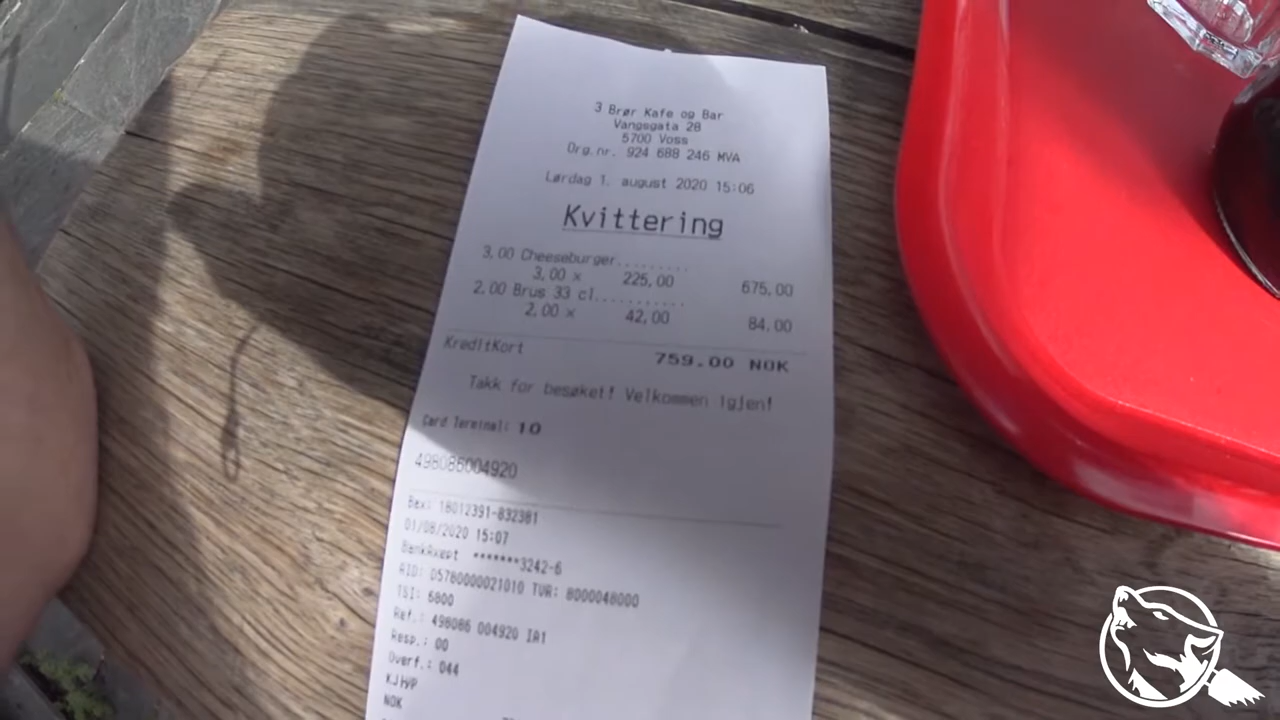 3 Brør Kafe og Bar
Vangsgata 28
5700 Voss
Org.nr. 924 688 246 MVA
Lørdag 1. august 2020 15:06
Kvittering
3,00 Cheeseburger.........
3,00 x 225,00 675,00
2,00 Brus 33 cl...........
2,00 x 42,00 84,00
KreditKort 759.00 NOK
Takk for besøket! Velkommen igjen!
Card Terminal: 10
498086004920
Bax: 18012391-832381
01/08/2020 15:07
BankAxept *******3242-6
AID: D5780000021010 TVR: 8000048000
TSI: 6800
Ref.: 498086 004920 IA1
Resp.: 00
Overf.: 044
KJØP
NOK